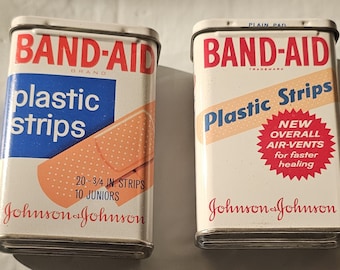 BAND-AID
BRAND
plastic
strips
20 - 3/4 IN STRIPS
10 JUNIORS
Johnson & Johnson
PLAIN PAD
BAND-AID
TRADEMARK
Plastic Strips
NEW
OVERALL
AIR-VENTS
for faster
healing
Johnson & Johnson